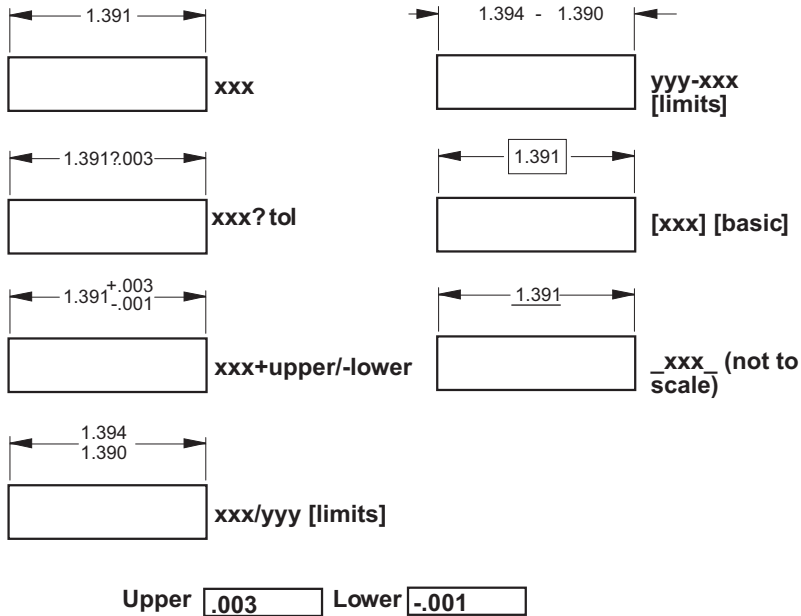 1.391
xxx
1.394 - 1.390
yyy-xxx
[limits]
1.391?.003
xxx? tol
1.391
[xxx] [basic]
1.391
+.003
-.001
xxx+upper/-lower
1.391
_xxx_ (not to
scale)
1.394
1.390
xxx/yyy [limits]
Upper .003 Lower -.001